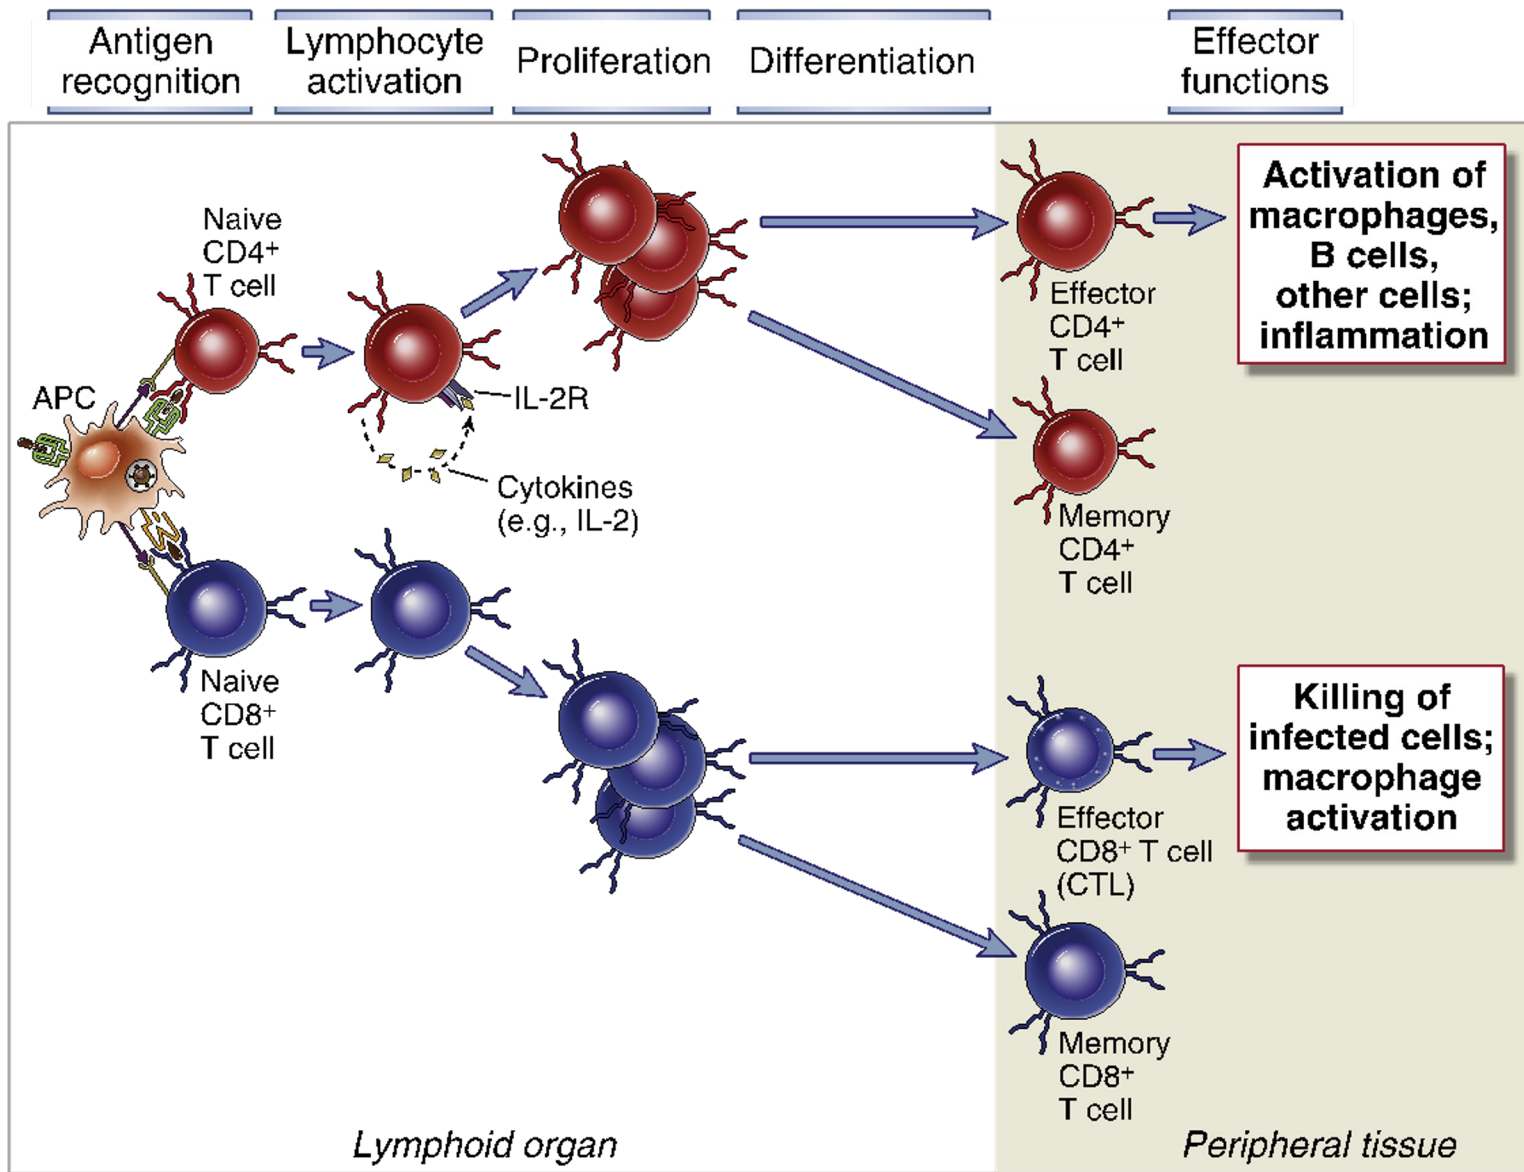 Antigen
recognition
Lymphocyte
activation
Proliferation
Differentiation
Effector
functions
Naive
CD4+
T cell
APC
IL-2R
Cytokines
(e.g., IL-2)
Naive
CD8+
T cell
Effector
CD4+
T cell
Memory
CD4+
T cell
Activation of
macrophages,
B cells,
other cells;
inflammation
Effector
CD8+ T cell
(CTL)
Memory
CD8+
T cell
Killing of
infected cells;
macrophage
activation
Lymphoid organ
Peripheral tissue